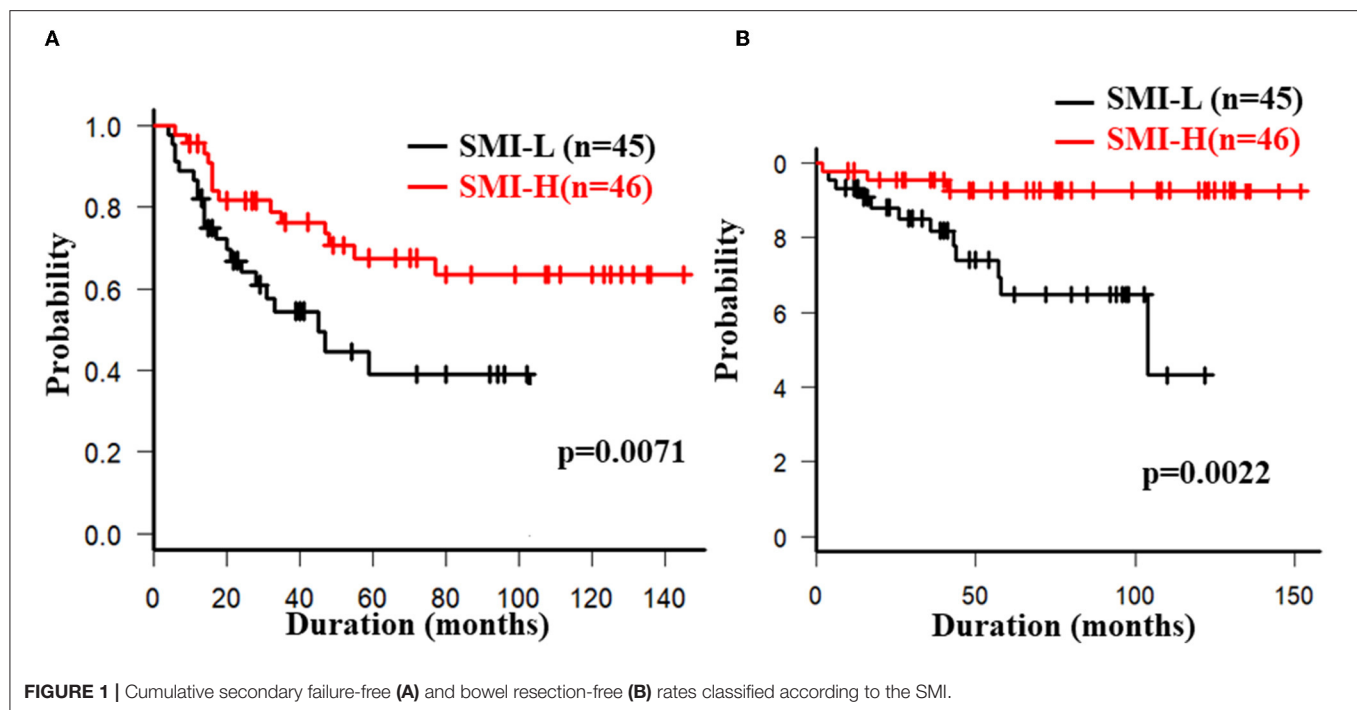 A
SMI-L (n=45)
SMI-H(n=46)
1.0
0.8
0.6
0.4
0.2
0.0
Probability
p=0.0071
0 20 40 60 80 100 120 140
Duration (months)
B
SMI-L (n=45)
SMI-H(n=46)
0
8
6
4
2
0
Probability
p=0.0022
0 50 100 150
Duration (months)
FIGURE 1 | Cumulative secondary failure-free (A) and bowel resection-free (B) rates classified according to the SMI.